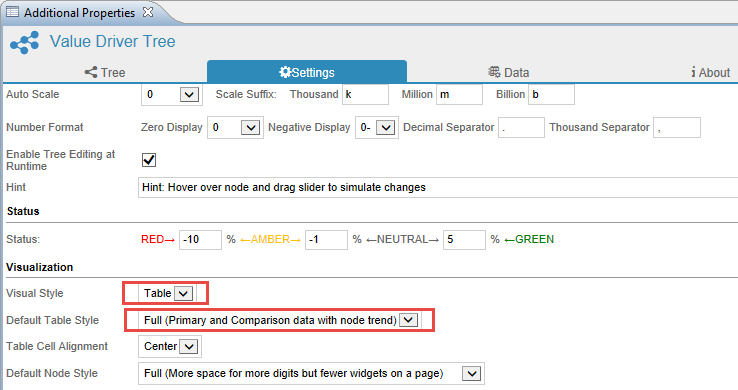 Additional Properties
Value Driver Tree
Tree Settings Data i About
Auto Scale 0 Scale Suffix: Thousand k Million m Billion b
Number Format Zero Display 0 Negative Display 0- Decimal Separator . Thousand Separator ,
Enable Tree Editing at
Runtime
Hint Hint: Hover over node and drag slider to simulate changes
Status
Status: RED→ -10 % ←AMBER→ -1 % ←NEUTRAL→ 5 % ←GREEN
Visualization
Visual Style Table
Default Table Style Full (Primary and Comparison data with node trend)
Table Cell Alignment Center
Default Node Style Full (More space for more digits but fewer widgets on a page)